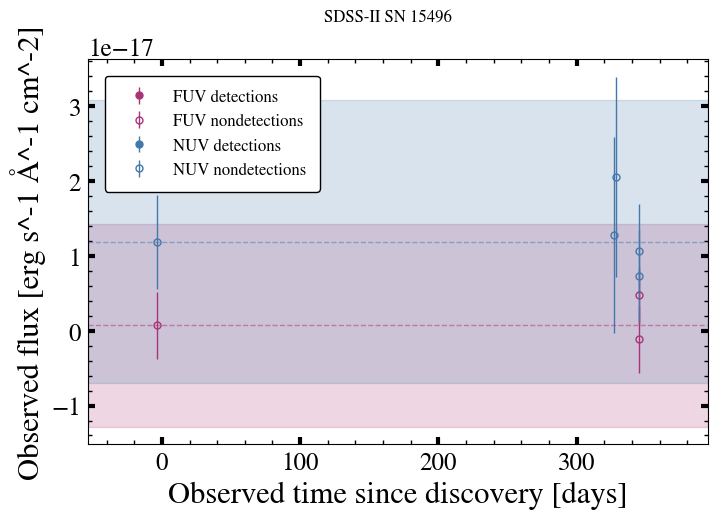 SDSS-II SN 15496
1e−17
FUV detections
FUV nondetections
NUV detections
NUV nondetections
3
2
1
0
−1
0 100 200 300
Observed time since discovery [days]
Observed flux [erg s^-1 Å^-1 cm^-2]